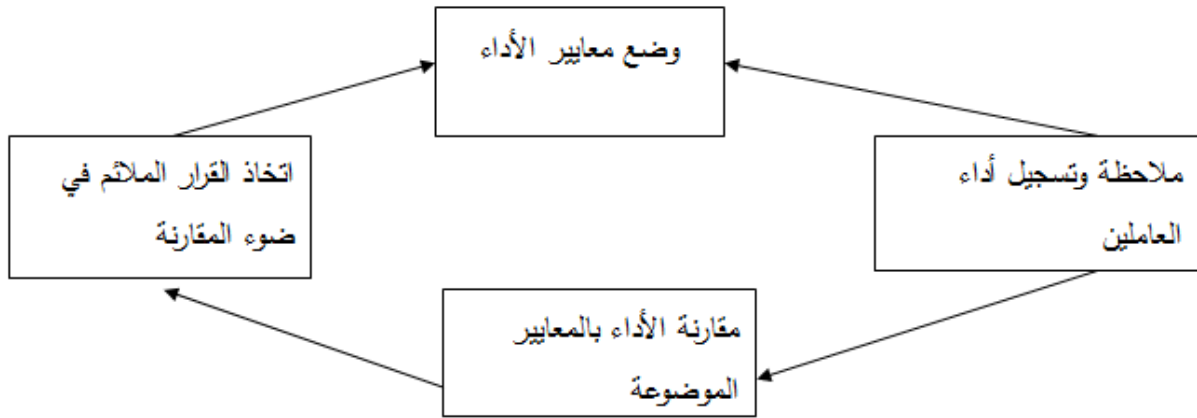 وضع معايير الأداء
ملاحظة وتسجيل أداء
العاملين
اتخاذ القرار الملائم في
ضوء المقارنة
مقارنة الأداء بالمعايير
الموضوعة